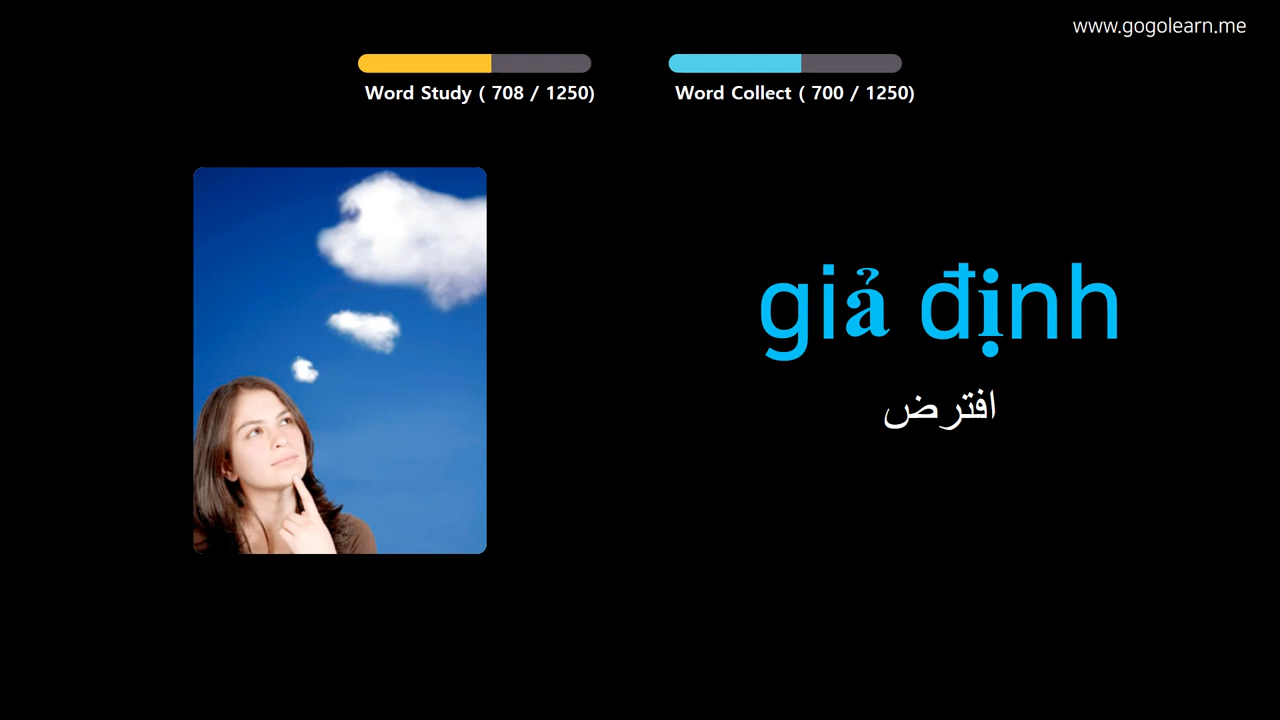 www.gogolearn.me
Word Study ( 708 / 1250)
Word Collect ( 700 / 1250)
giả định
افترض